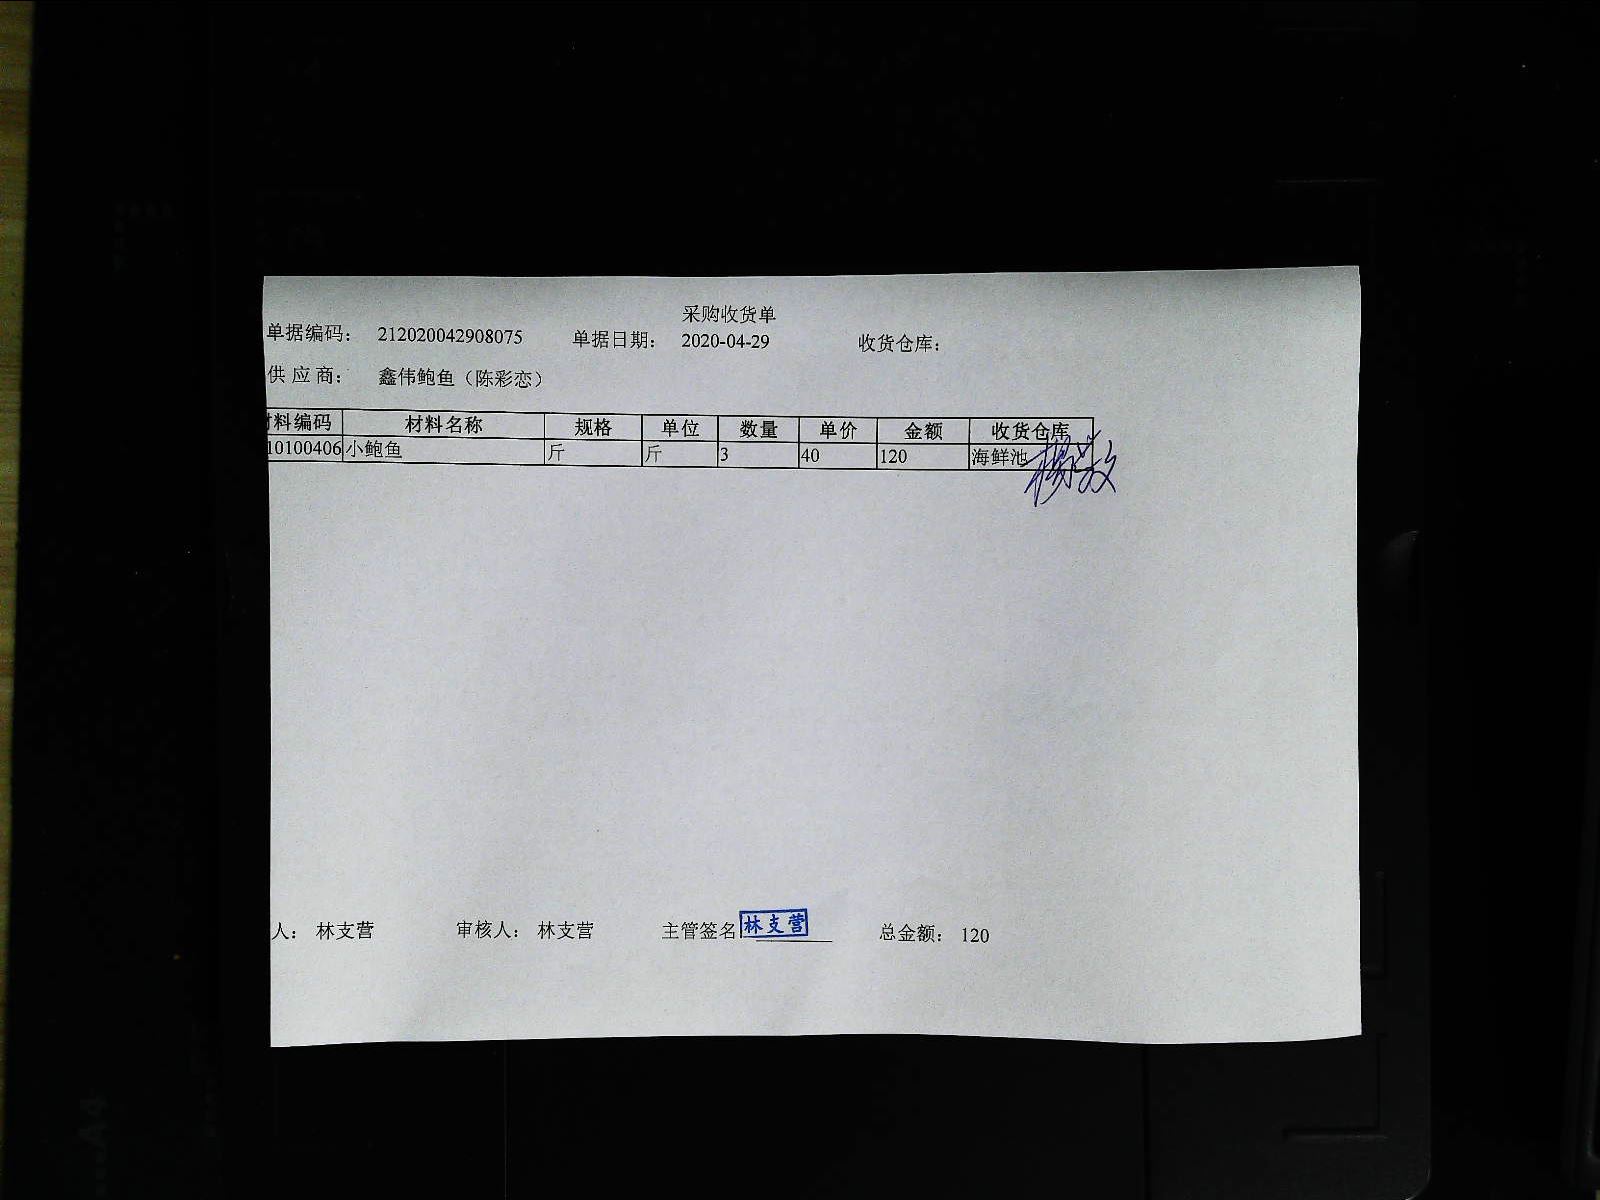 采购收货单
单据编码： 212020042908075 单据日期： 2020-04-29 收货仓库：
供 应 商： 鑫伟鲍鱼（陈彩恋）
材料编码 材料名称 规格 单位 数量 单价 金额 收货仓库
10100406 小鲍鱼 斤 斤 3 40 120 海鲜池
人： 林支营 审核人： 林支营 主管签名 林支营 总金额： 120